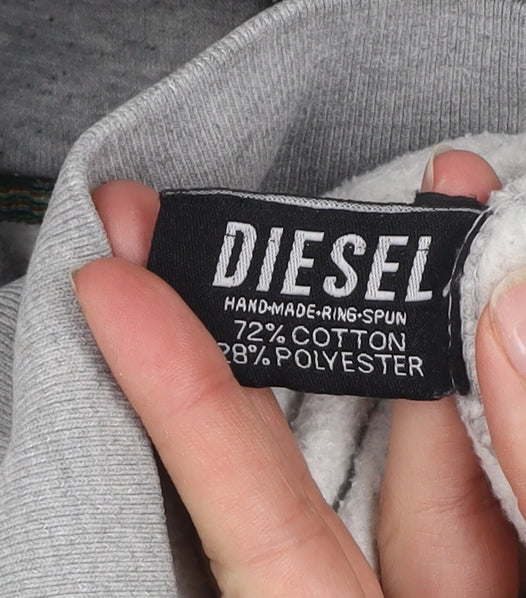 DIESEL
HAND•MADE•RING•SPUN
72% COTTON
28% POLYESTER